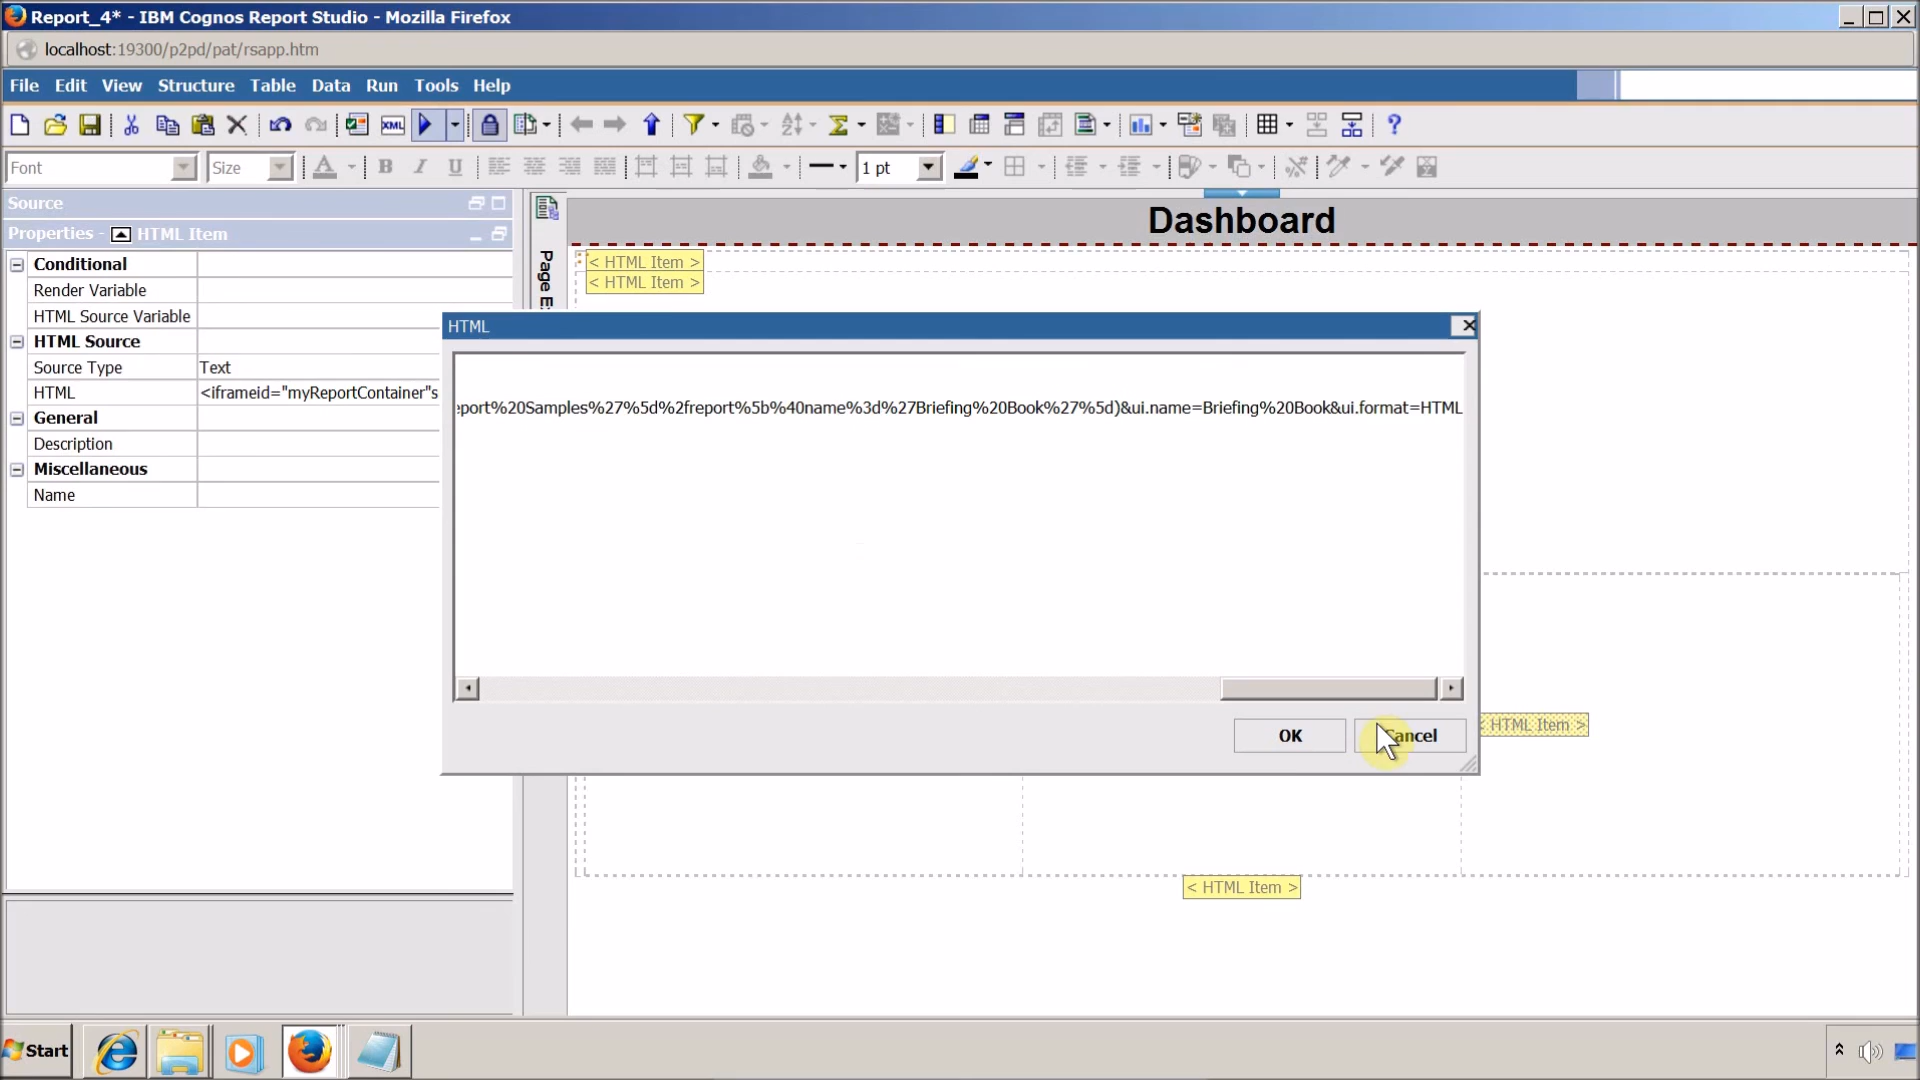 Report_4* - IBM Cognos Report Studio - Mozilla Firefox
localhost:19300/p2pd/pat/rsapp.htm
File Edit View Structure Table Data Run Tools Help
XML
Font Size A B I U 1 pt
Source
Properties - HTML Item
Dashboard
Conditional
Render Variable
HTML Source Variable
HTML Source
Source Type Text
HTML <iframeid="myReportContainer"s
General
Description
Miscellaneous
Name
< HTML Item >
< HTML Item >
HTML
port%20Samples%27%5d%2freport%5b%40name%3d%27Briefing%20Book%27%5d)&ui.name=Briefing%20Book&ui.format=HTML
OK Cancel
HTML Item >
< HTML Item >
Start